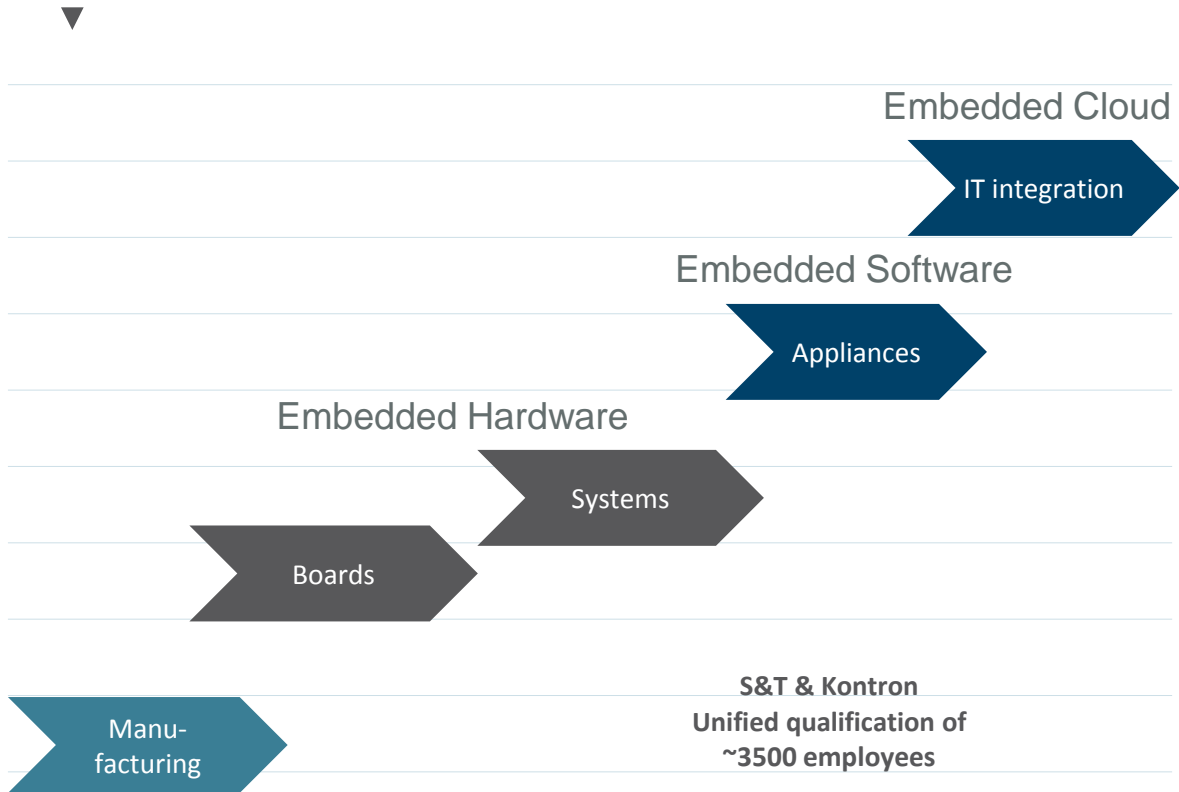 Embedded Cloud
IT integration
Embedded Software
Appliances
Embedded Hardware
Systems
Boards
Manu-
facturing
S&T & Kontron
Unified qualification of
~3500 employees